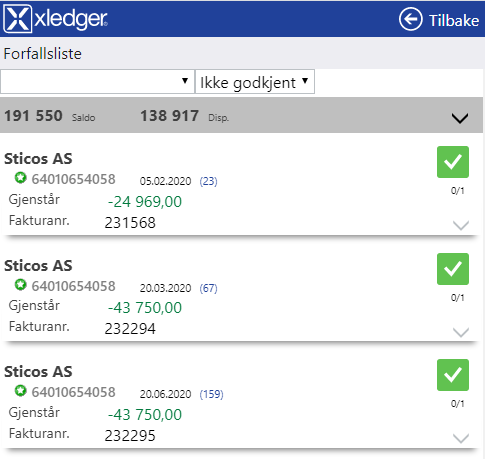 xledger Tilbake
Forfallsliste
Ikke godkjent
191 550 Saldo 138 917 Disp.
Sticos AS
64010654058 05.02.2020 (23)
0/1
Gjenstår -24 969,00
Fakturanr. 231568
Sticos AS
64010654058 20.03.2020 (67)
0/1
Gjenstår -43 750,00
Fakturanr. 232294
Sticos AS
64010654058 20.06.2020 (159)
0/1
Gjenstår -43 750,00
Fakturanr. 232295